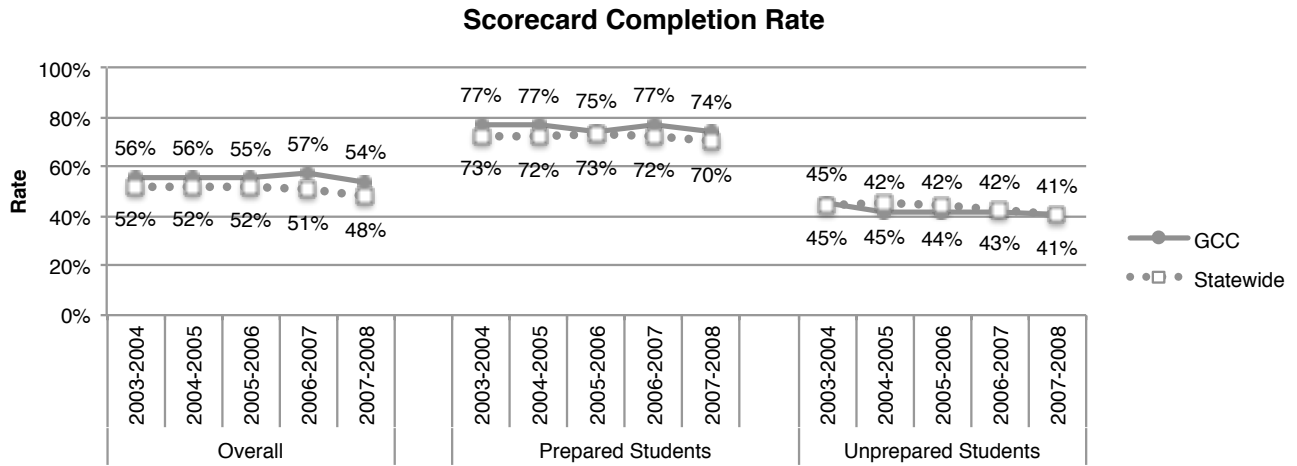 Scorecard Completion Rate
Rate
100%
80%
60%
40%
20%
0%
56% 56% 55% 57% 54%
52% 52% 52% 51% 48%
77% 77% 75% 77% 74%
73% 72% 73% 72% 70%
45% 42% 42% 42% 41%
45% 45% 44% 43% 41%
GCC
Statewide
2003-2004 2004-2005 2005-2006 2006-2007 2007-2008
2003-2004 2004-2005 2005-2006 2006-2007 2007-2008
2003-2004 2004-2005 2005-2006 2006-2007 2007-2008
Overall Prepared Students Unprepared Students